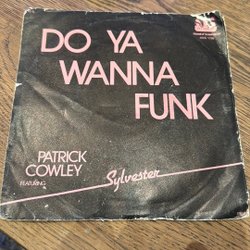 DO YA
WANNA
FUNK
PATRICK
COWLEY
FEATURING
Sylvester